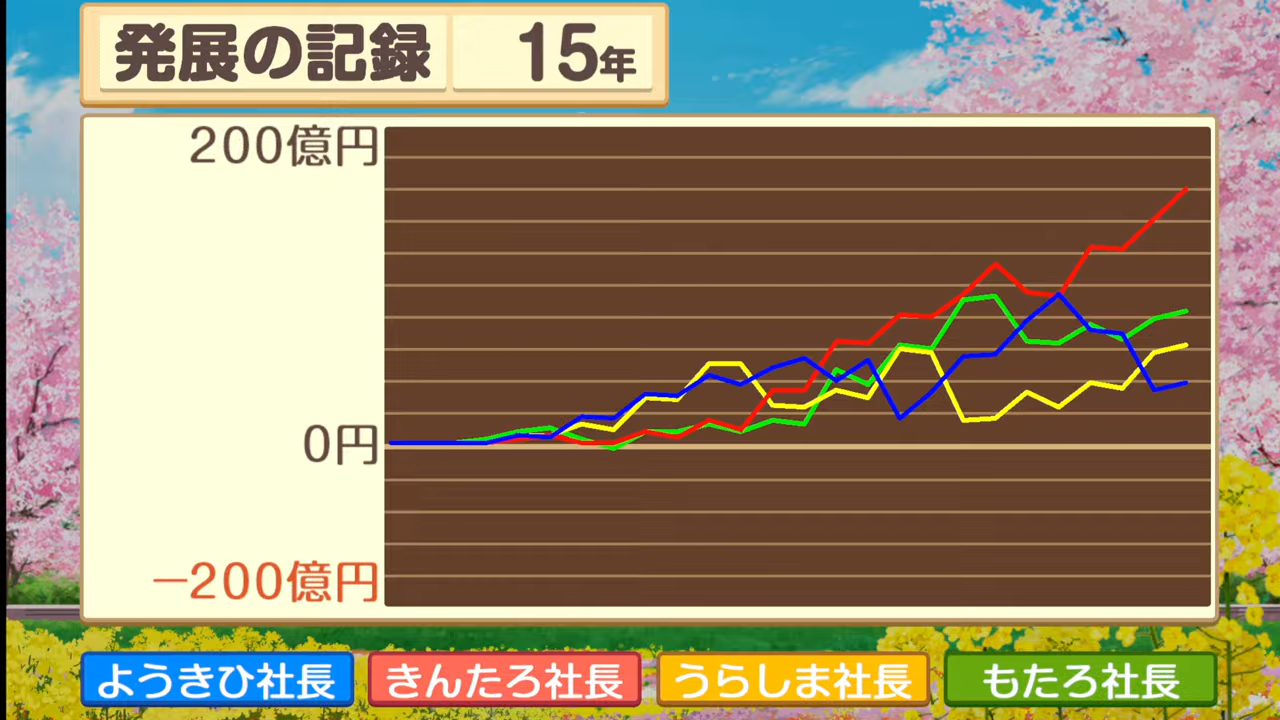 発展の記録 15年
200億円
0円
−200億円
ようきひ社長 きんたろ社長 うらしま社長 もたろ社長